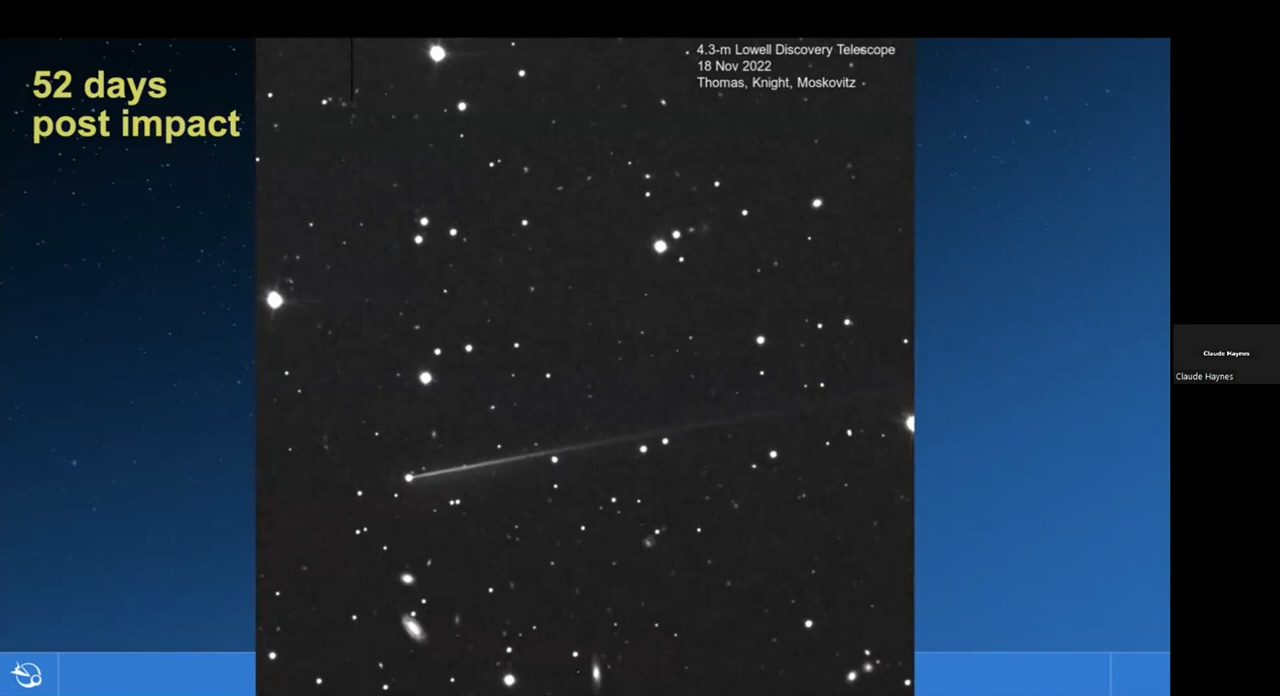 52 days
post impact
4.3-m Lowell Discovery Telescope
18 Nov 2022
Thomas, Knight, Moskovitz
Claude Haynes
Claude Haynes